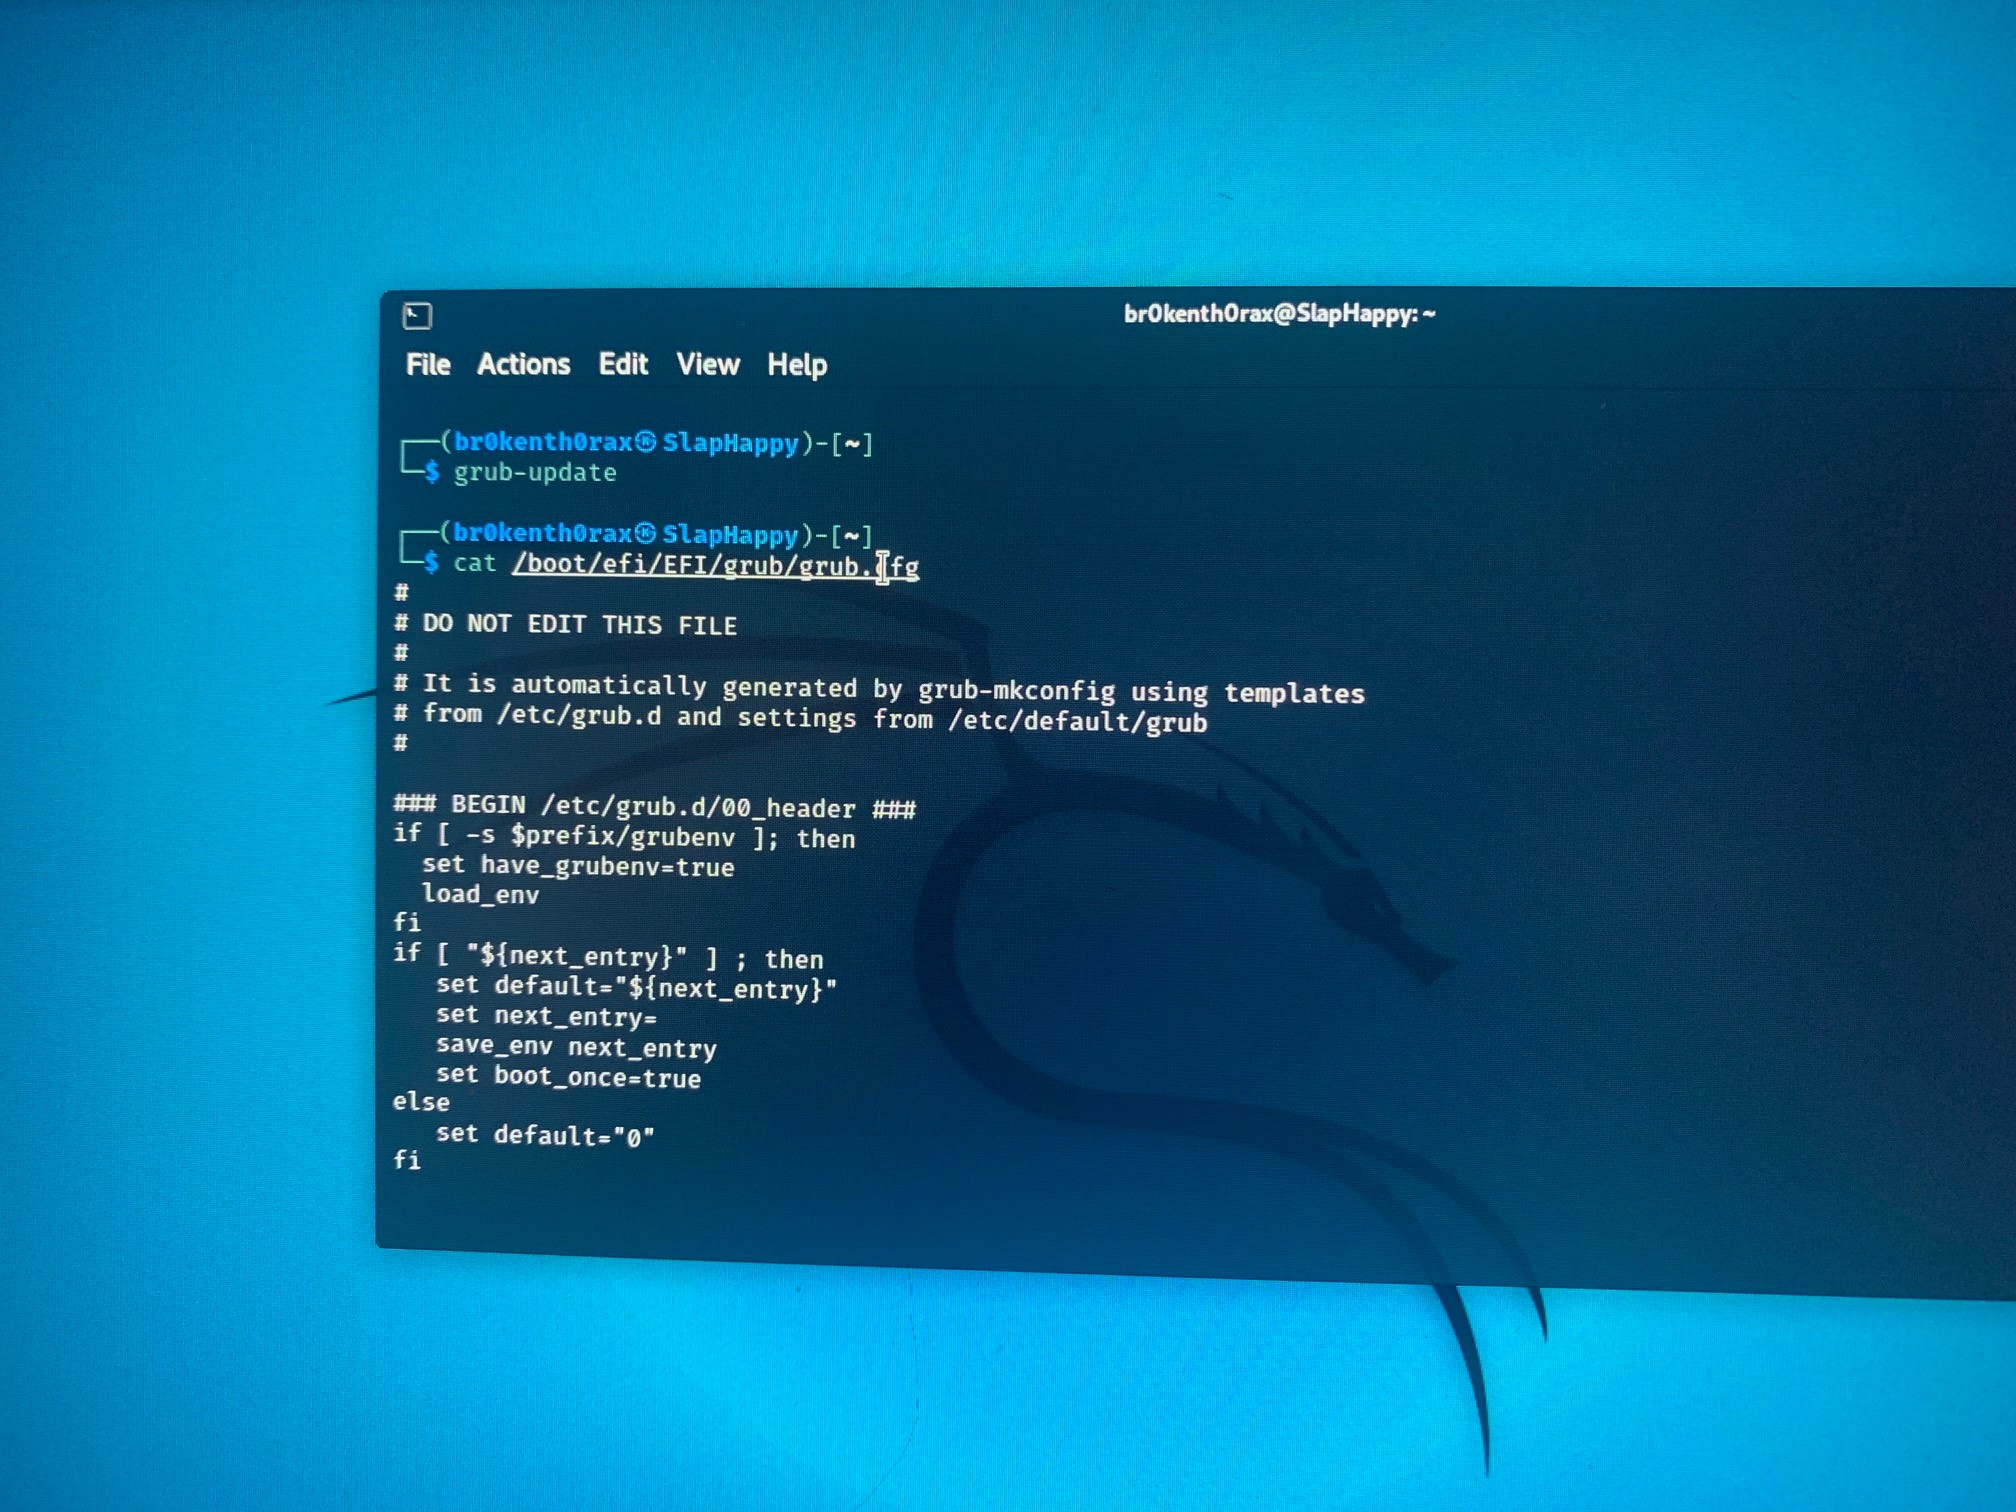 br0kenth0rax@SlapHappy: ~
File Actions Edit View Help
┌──(br0kenth0rax㉿SlapHappy)-[~]
└─$ grub-update
┌──(br0kenth0rax㉿SlapHappy)-[~]
└─$ cat /boot/efi/EFI/grub/grub.cfg
#
# DO NOT EDIT THIS FILE
#
# It is automatically generated by grub-mkconfig using templates
# from /etc/grub.d and settings from /etc/default/grub
#
### BEGIN /etc/grub.d/00_header ###
if [ -s $prefix/grubenv ]; then
  set have_grubenv=true
  load_env
fi
if [ "${next_entry}" ] ; then
   set default="${next_entry}"
   set next_entry=
   save_env next_entry
   set boot_once=true
else
   set default="0"
fi